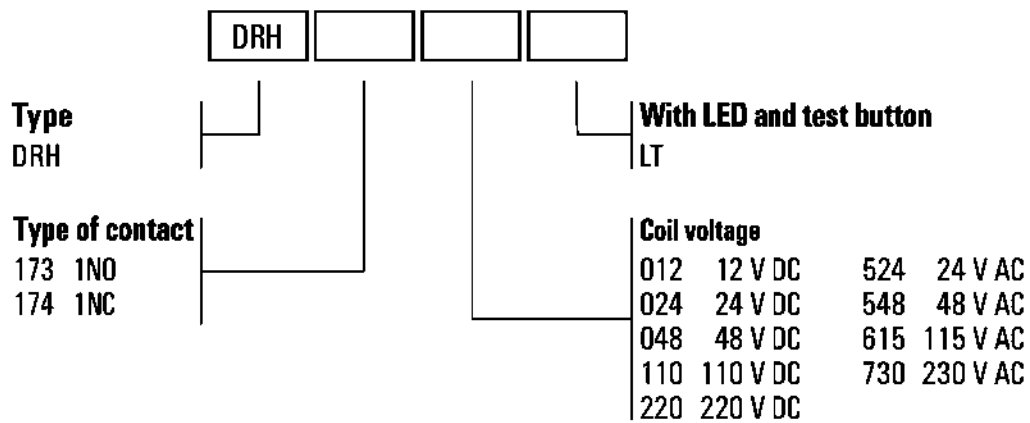 DRH
Type
DRH
With LED and test button
LT
Type of contact
173 1NO
174 1NC
Coil voltage
012 12 V DC 524 24 V AC
024 24 V DC 548 48 V AC
048 48 V DC 615 115 V AC
110 110 V DC 730 230 V AC
220 220 V DC